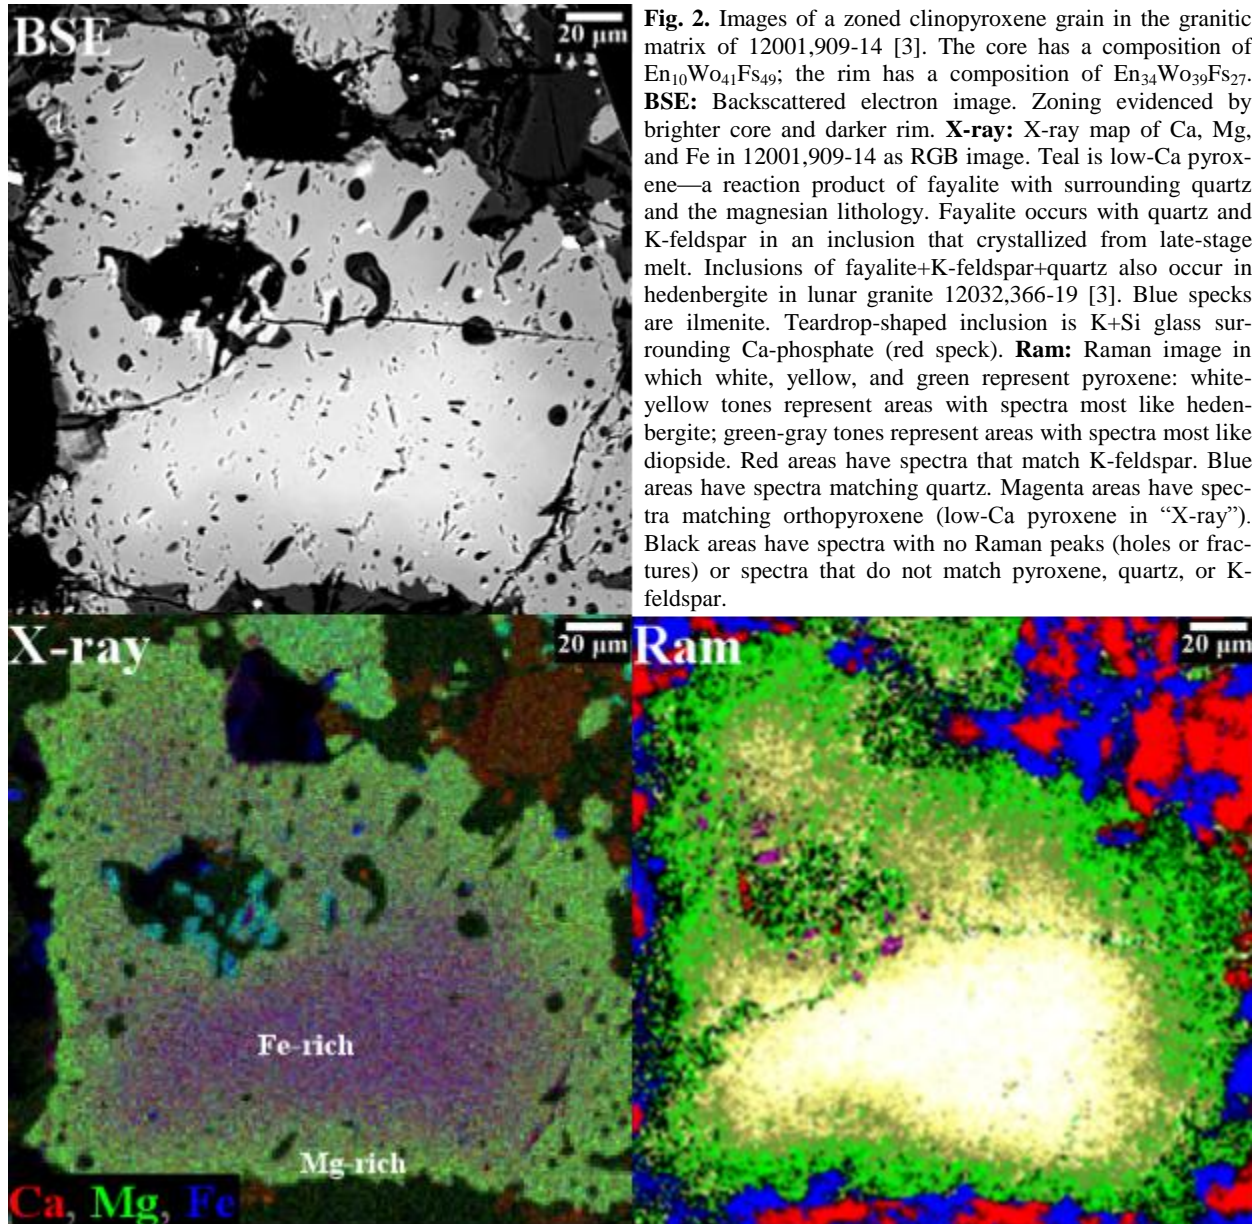 BSE
20 µm
Fig. 2. Images of a zoned clinopyroxene grain in the granitic
matrix of 12001,909-14 [3]. The core has a composition of
En₁₀Wo₄₁Fs₄₉; the rim has a composition of En₃₄Wo₃₉Fs₂₇.
BSE: Backscattered electron image. Zoning evidenced by
brighter core and darker rim. X-ray: X-ray map of Ca, Mg,
and Fe in 12001,909-14 as RGB image. Teal is low-Ca pyrox-
ene—a reaction product of fayalite with surrounding quartz
and the magnesian lithology. Fayalite occurs with quartz and
K-feldspar in an inclusion that crystallized from late-stage
melt. Inclusions of fayalite+K-feldspar+quartz also occur in
hedenbergite in lunar granite 12032,366-19 [3]. Blue specks
are ilmenite. Teardrop-shaped inclusion is K+Si glass sur-
rounding Ca-phosphate (red speck). Ram: Raman image in
which white, yellow, and green represent pyroxene: white-
yellow tones represent areas with spectra most like heden-
bergite; green-gray tones represent areas with spectra most like
diopside. Red areas have spectra that match K-feldspar. Blue
areas have spectra matching quartz. Magenta areas have spec-
tra matching orthopyroxene (low-Ca pyroxene in “X-ray”).
Black areas have spectra with no Raman peaks (holes or frac-
tures) or spectra that do not match pyroxene, quartz, or K-
feldspar.
X-ray
20 µm
Fe-rich
Mg-rich
Ca, Mg, Fe
Ram
20 µm